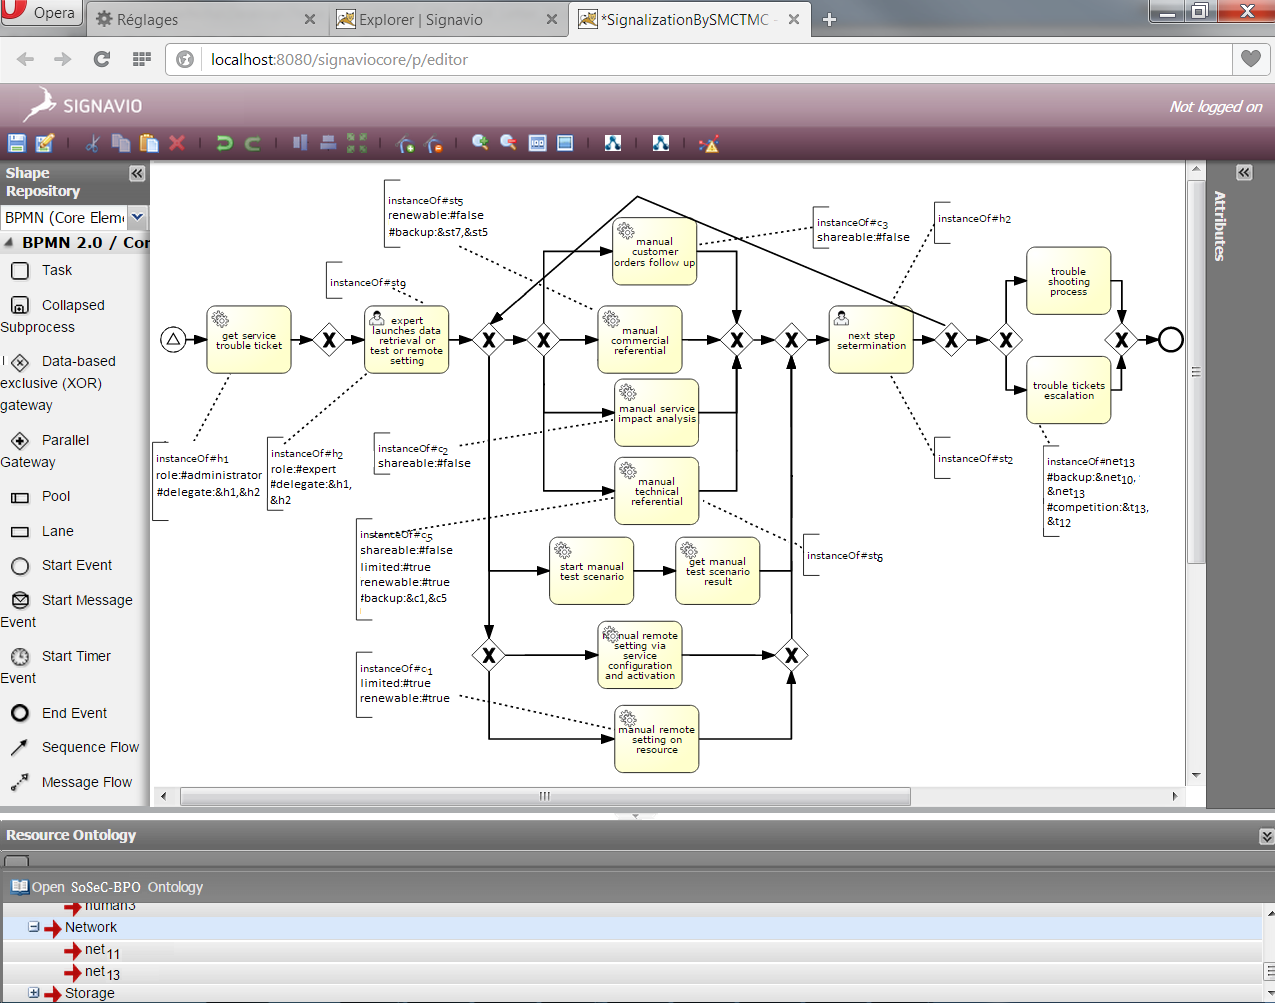 Opera
Réglages
Explorer | Signavio
*SignalizationBySMCTMC -
localhost:8080/signaviocore/p/editor
SIGNAVIO
Not logged on
Shape
Repository
BPMN (Core Elem
BPMN 2.0 / Cor
Task
Collapsed
Subprocess
Data-based
exclusive (XOR)
gateway
Parallel
Gateway
Pool
Lane
Start Event
Start Message
Event
Start Timer
Event
End Event
Sequence Flow
Message Flow
Attributes
instanceOf#st5
renewable:#false
#backup:&st7,&st5
instanceOf#st9
manual
customer
orders follow up
instanceOf#c3
shareable:#false
instanceOf#h2
get service
trouble ticket
expert
launches data
retrieval or
test or remote
setting
manual
commercial
referential
next step
setermination
trouble
shooting
process
trouble tickets
escalation
manual service
impact analysis
manual
technical
referential
instanceOf#h1
role:#administrator
#delegate:&h1,&h2
instanceOf#h2
role:#expert
#delegate:&h1,
&h2
instanceOf#c2
shareable:#false
instanceOf#st2
instanceOf#net13
#backup:&net10,
&net13
#competition:&t13,
&t12
instanceOf#c5
shareable:#false
limited:#true
renewable:#true
#backup:&c1,&c5
instanceOf#st6
start manual
test scenario
get manual
test scenario
result
manual remote
setting via
service
configuration
and activation
instanceOf#c1
limited:#true
renewable:#true
manual remote
setting on
resource
Resource Ontology
Open SoSeC-BPO Ontology
human3
Network
net11
net13
Storage